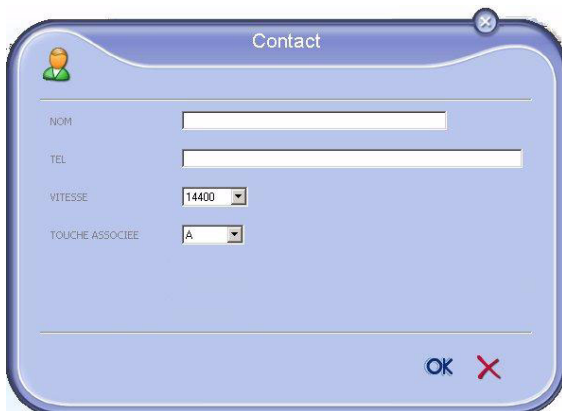 Contact
NOM
TEL
VITESSE 14400
TOUCHE ASSOCIEE A
OK